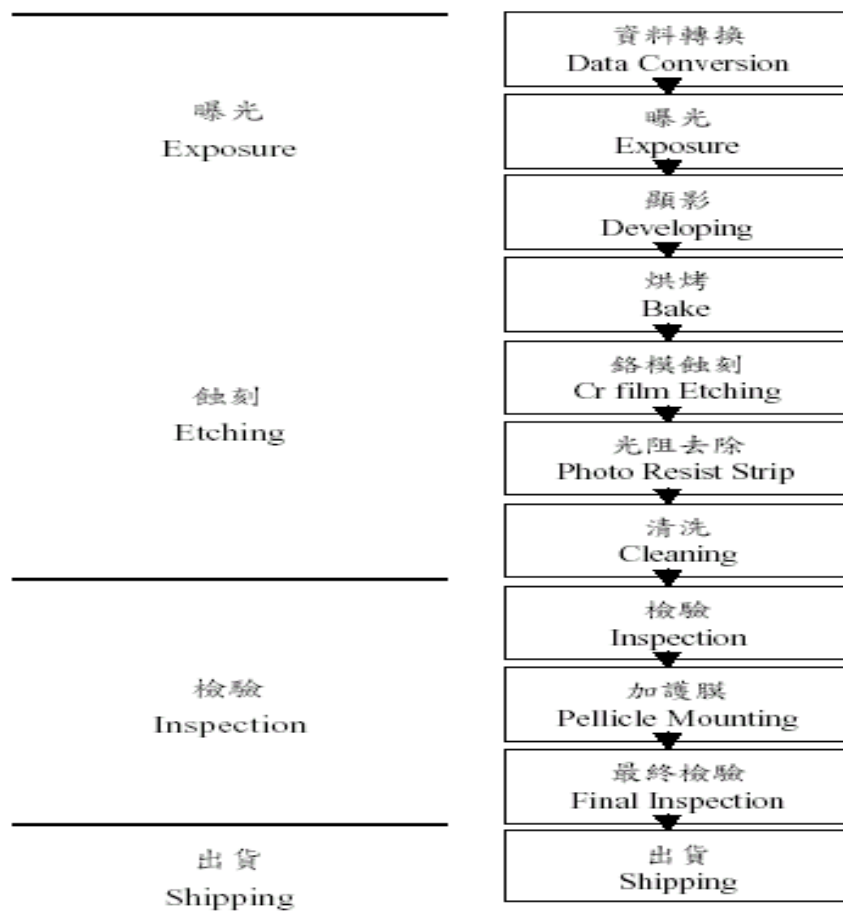 曝光
Exposure
蝕刻
Etching
檢驗
Inspection
出貨
Shipping
資料轉換
Data Conversion
曝光
Exposure
顯影
Developing
烘烤
Bake
鉻模蝕刻
Cr film Etching
光阻去除
Photo Resist Strip
清洗
Cleaning
檢驗
Inspection
加護膜
Pellicle Mounting
最終檢驗
Final Inspection
出貨
Shipping